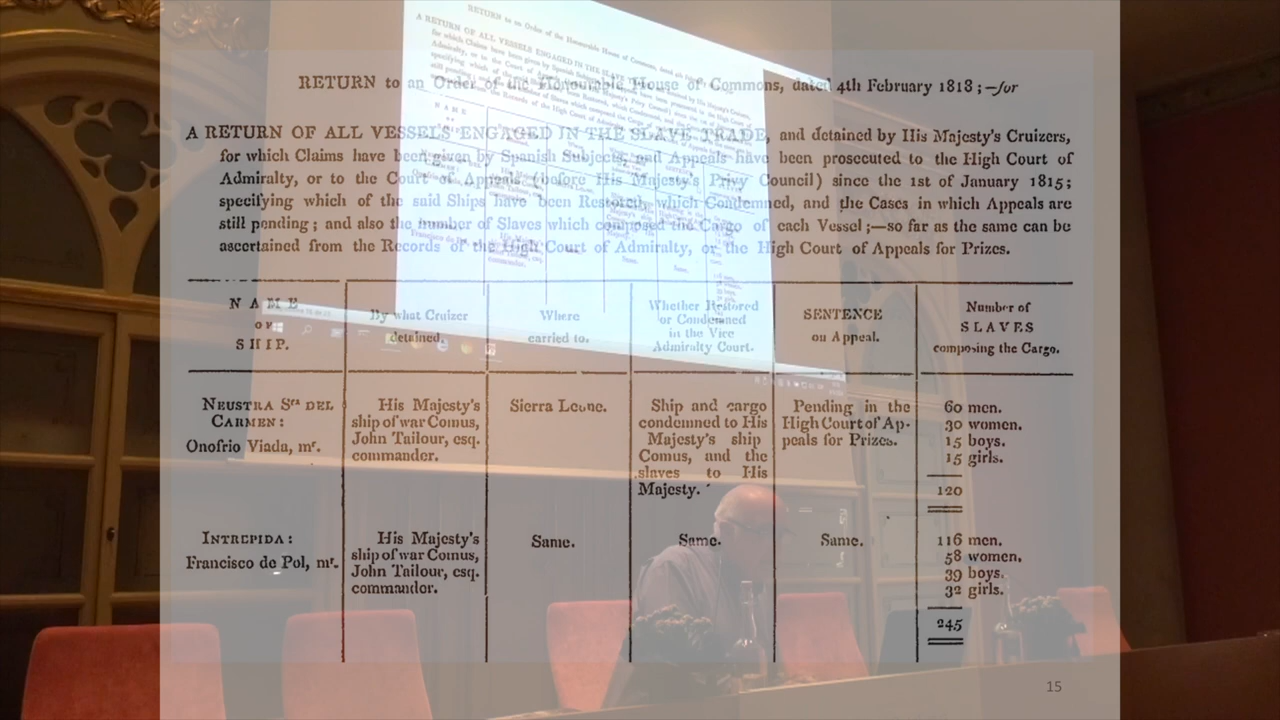 RETURN to an Order of the Honourable House of Commons, dated 4th February 1818;—for
A RETURN OF ALL VESSELS ENGAGED IN THE SLAVE TRADE, and detained by His Majesty's Cruizers,
for which Claims have been given by Spanish Subjects, and Appeals have been prosecuted to the High Court of
Admiralty, or to the Court of Appeals (before His Majesty's Privy Council) since the 1st of January 1815;
specifying which of the said Ships have been Restored, which Condemned, and the Cases in which Appeals are
still pending; and also the number of Slaves which composed the Cargo of each Vessel;—so far as the same can be
ascertained from the Records of the High Court of Admiralty, or the High Court of Appeals for Prizes.
NAME
OF
SHIP.
By what Cruizer
detained.
Where
carried to.
Whether Restored
or Condemned
in the Vice
Admiralty Court.
SENTENCE
on Appeal.
Number of
SLAVES
composing the Cargo.
NEUSTRA Sra DEL
CARMEN:
Onofrio Viada, mr.
His Majesty's
ship of war Comus,
John Tailour, esq.
commander.
Sierra Leone.
Ship and cargo
condemned to His
Majesty's ship
Comus, and the
slaves to His
Majesty.
Pending in the
High Court of Ap-
peals for Prizes.
60 men.
30 women.
15 boys.
15 girls.
120
INTREPIDA:
Francisco de Pol, mr.
His Majesty's
ship of war Comus,
John Tailour, esq.
commander.
Same.
Same.
Same.
116 men.
58 women.
39 boys.
32 girls.
245
15